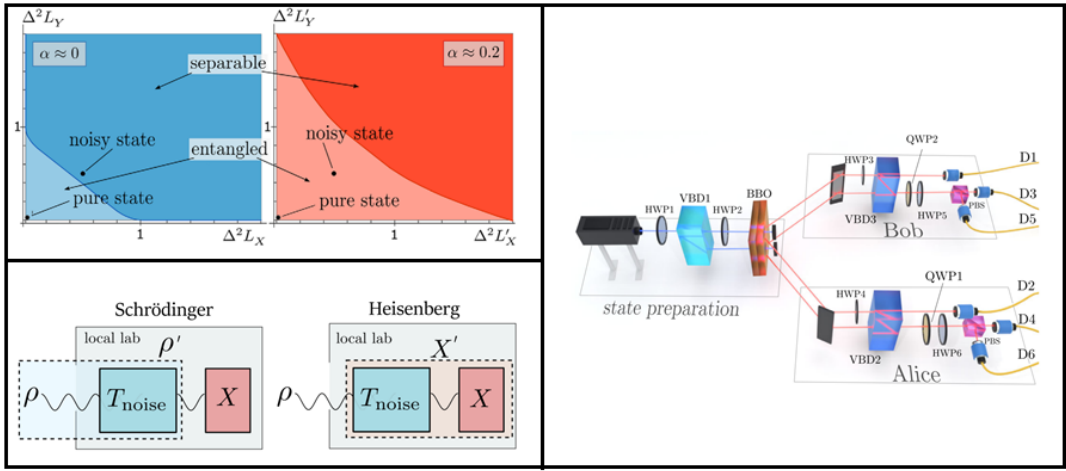 Δ²L_Y
α ≈ 0
separable
1
noisy state
entangled
pure state
1
Δ²L_X
Δ²L′_Y
α ≈ 0.2
1
noisy state
pure state
1
Δ²L′_X
Schrödinger
local lab
ρ′
ρ
T_noise
X
Heisenberg
local lab
X′
ρ
T_noise
X
HWP1
VBD1
HWP2
BBO
state preparation
HWP3
QWP2
VBD3
HWP5
PBS
Bob
D1
D3
D5
HWP4
QWP1
VBD2
HWP6
PBS
Alice
D2
D4
D6